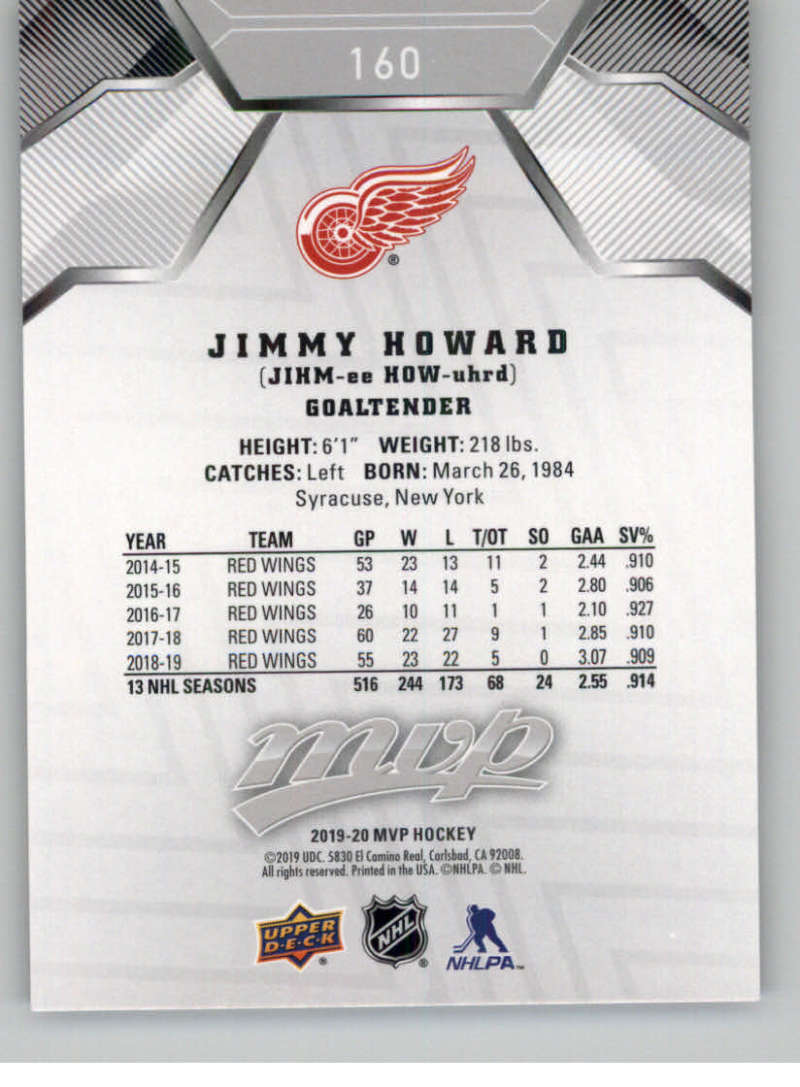 160
®
JIMMY HOWARD
(JIHM-ee HOW-uhrd)
GOALTENDER
HEIGHT: 6'1" WEIGHT: 218 lbs.
CATCHES: Left BORN: March 26, 1984
Syracuse, New York
YEAR TEAM GP W L T/OT SO GAA SV%
2014-15 RED WINGS 53 23 13 11 2 2.44 .910
2015-16 RED WINGS 37 14 14 5 2 2.80 .906
2016-17 RED WINGS 26 10 11 1 1 2.10 .927
2017-18 RED WINGS 60 22 27 9 1 2.85 .910
2018-19 RED WINGS 55 23 22 5 0 3.07 .909
13 NHL SEASONS 516 244 173 68 24 2.55 .914
mvp
2019-20 MVP HOCKEY
©2019 UDC. 5830 El Camino Real, Carlsbad, CA 92008.
All rights reserved. Printed in the USA. ©NHLPA. © NHL.
UPPER
D·E·C·K ®
NHL ®
NHLPA™